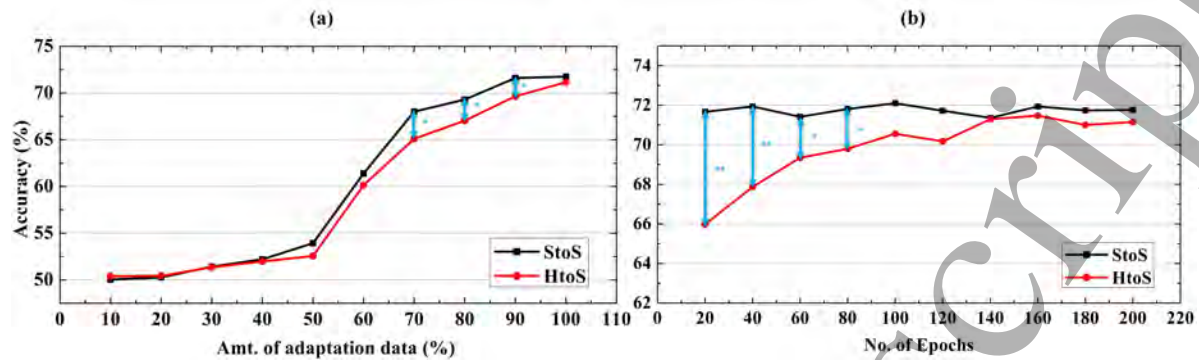 (a)
(b)
75
70
65
60
55
50
Accuracy (%)
StoS
HtoS
0 10 20 30 40 50 60 70 80 90 100 110
Amt. of adaptation data (%)
74
72
70
68
66
64
62
**
**
*
*
*
StoS
HtoS
0 20 40 60 80 100 120 140 160 180 200 220
No. of Epochs
crip